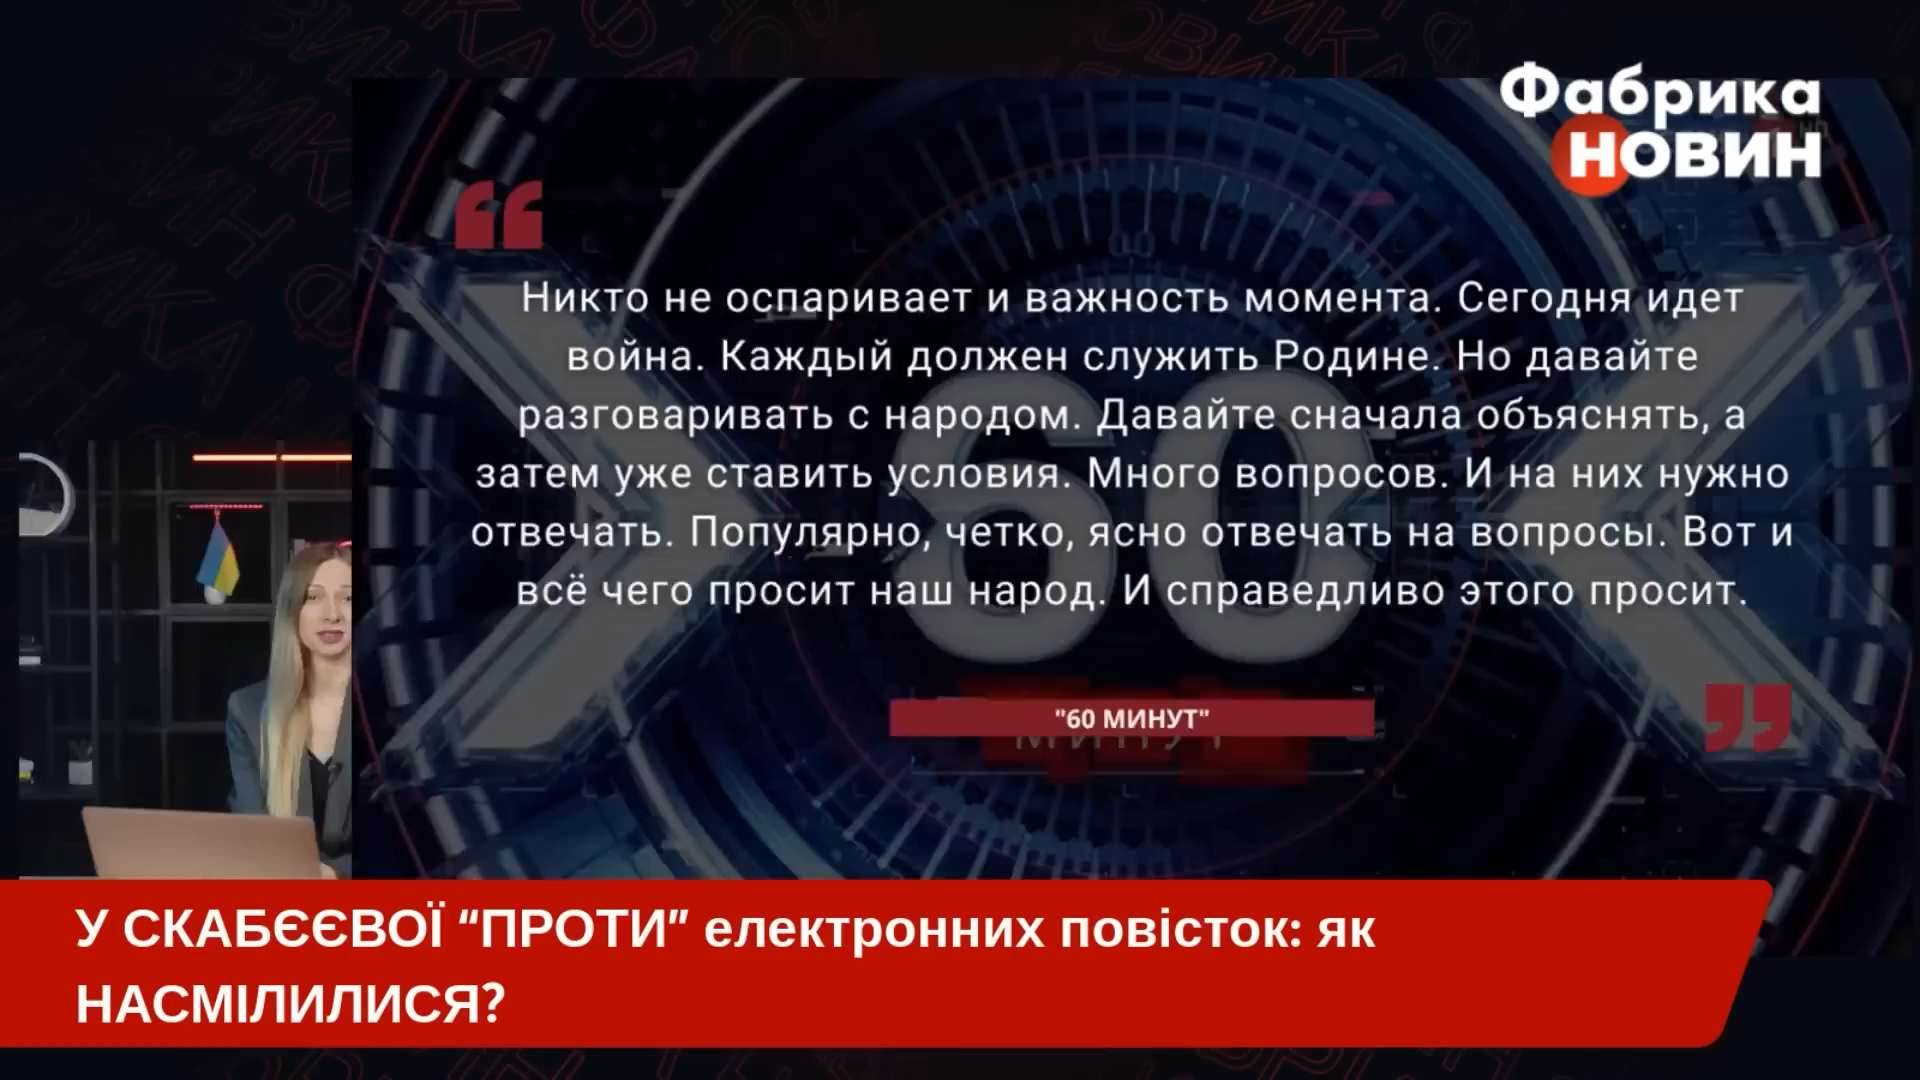 Фабрика
новин
Никто не оспаривает и важность момента. Сегодня идет
война. Каждый должен служить Родине. Но давайте
разговаривать с народом. Давайте сначала объяснять, а
затем уже ставить условия. Много вопросов. И на них нужно
отвечать. Популярно, четко, ясно отвечать на вопросы. Вот и
всё чего просит наш народ. И справедливо этого просит.
60
"60 МИНУТ"
МИНУТ
У СКАБЄЄВОЇ “ПРОТИ” електронних повісток: як
НАСМІЛИЛИСЯ?